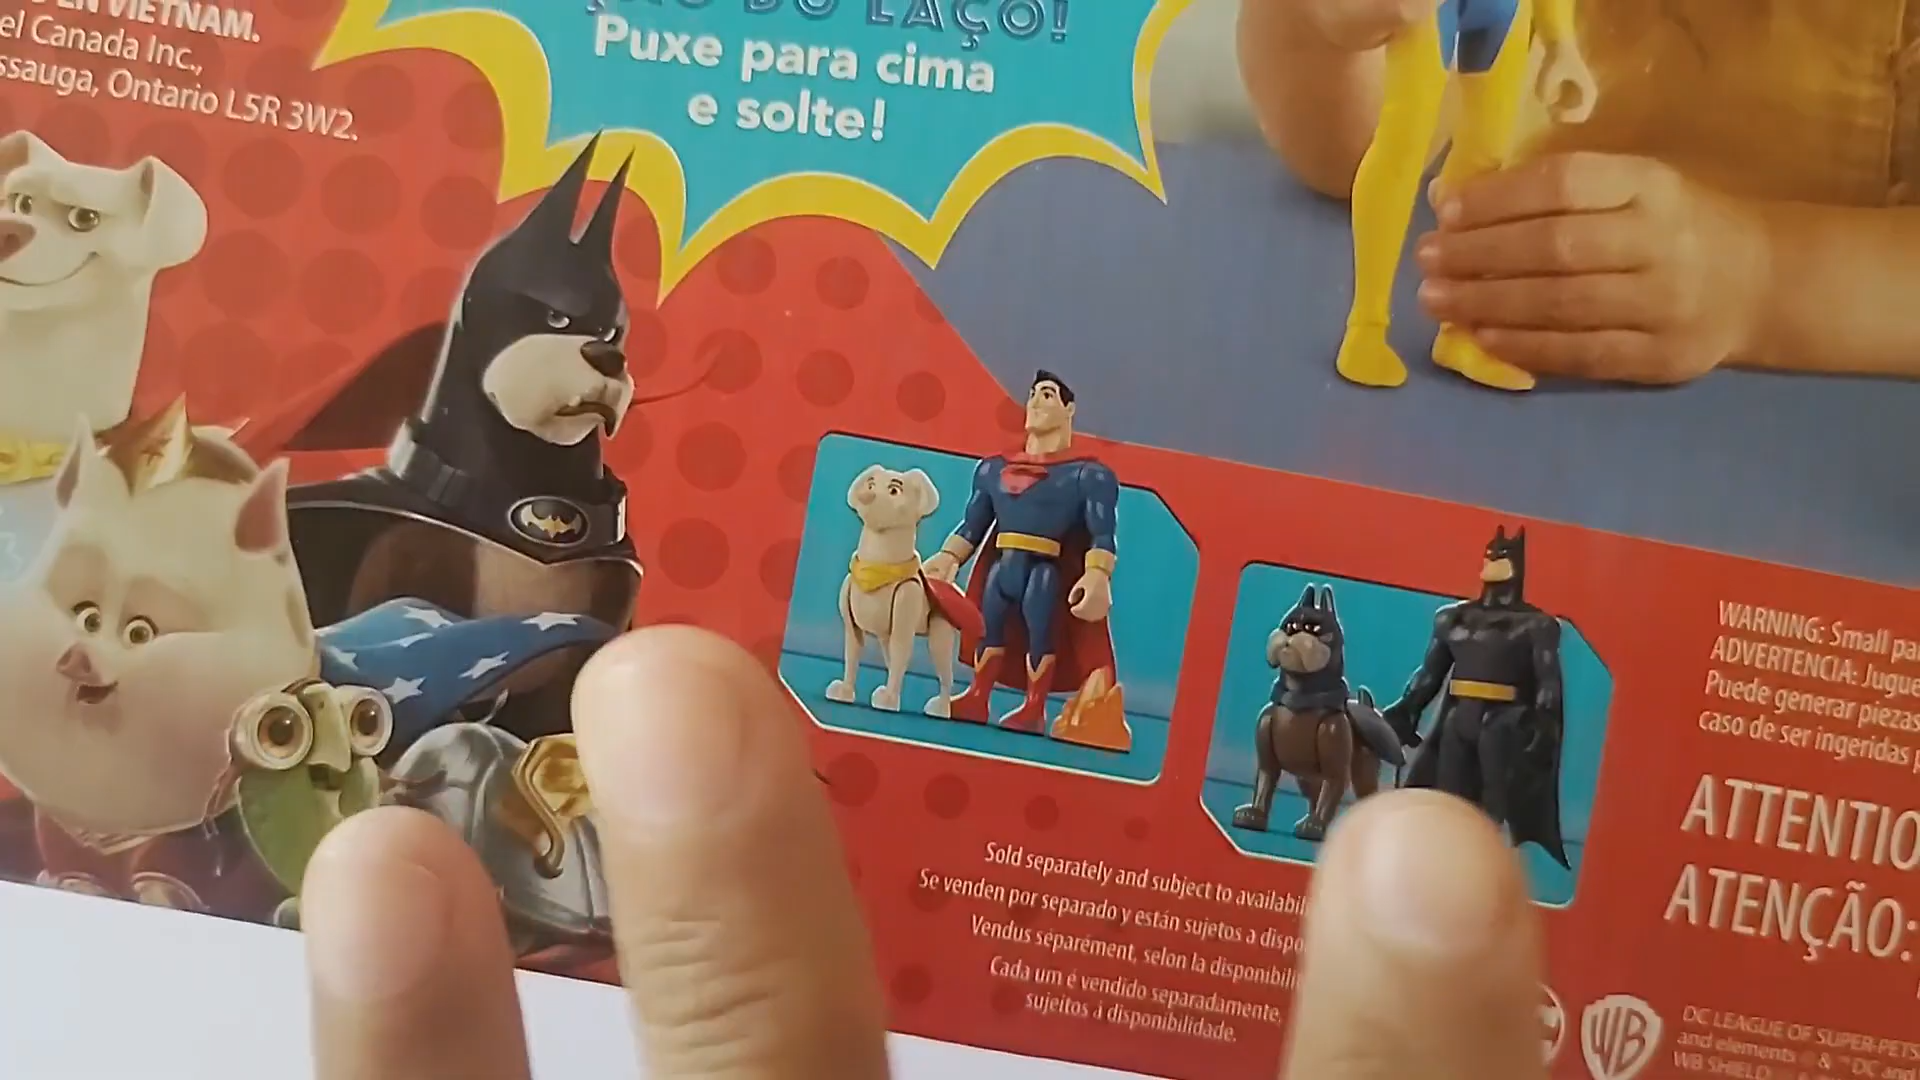 EN VIETNAM.
el Canada Inc.,
ssauga, Ontario L5R 3W2.
DO LAÇO!
Puxe para cima
e solte!
WARNING: Small pa
ADVERTENCIA: Jugue
Puede generar piezas
caso de ser ingeridas
ATTENTIO
ATENÇÃO:
Sold separately and subject to availabil
Se venden por separado y están sujetos a dispo
Vendus séparément, selon la disponibili
Cada um é vendido separadamente,
sujeitos à disponibilidade.
WB
DC LEAGUE OF SUPER-PETS
and elements © & ™ DC and
WB SHIELD